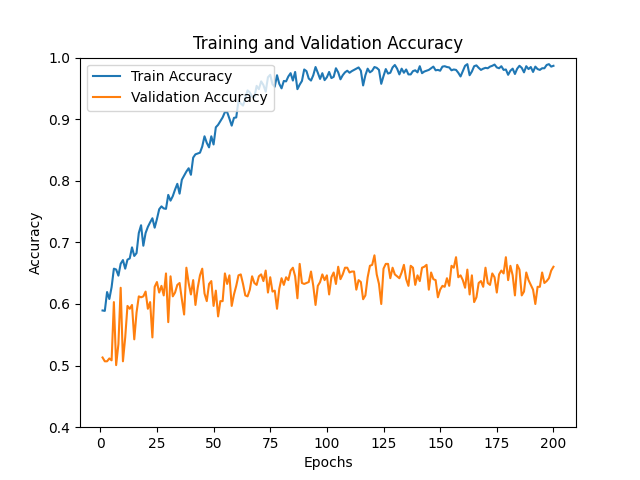 Training and Validation Accuracy
Train Accuracy
Validation Accuracy
Accuracy
1.0
0.9
0.8
0.7
0.6
0.5
0.4
0 25 50 75 100 125 150 175 200
Epochs